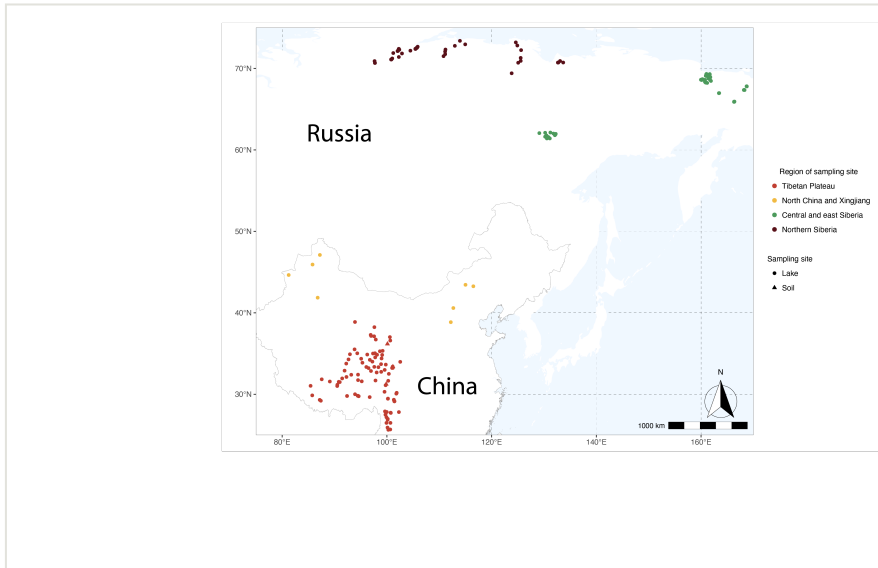 70°N
Russia
60°N
Region of sampling site
Tibetan Plateau
North China and Xingjiang
Central and east Siberia
Northern Siberia
50°N
Sampling site
Lake
Soil
40°N
China
30°N
N
1000 km
80°E 100°E 120°E 140°E 160°E